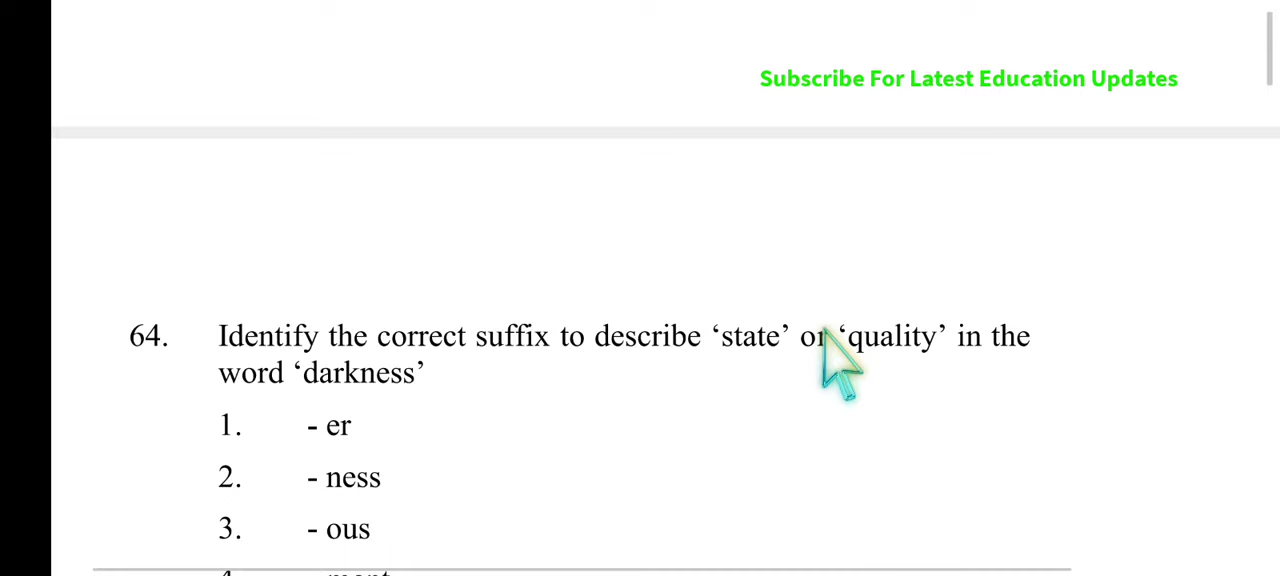 Subscribe For Latest Education Updates
64. Identify the correct suffix to describe ‘state’ or ‘quality’ in the
word ‘darkness’
1. - er
2. - ness
3. - ous